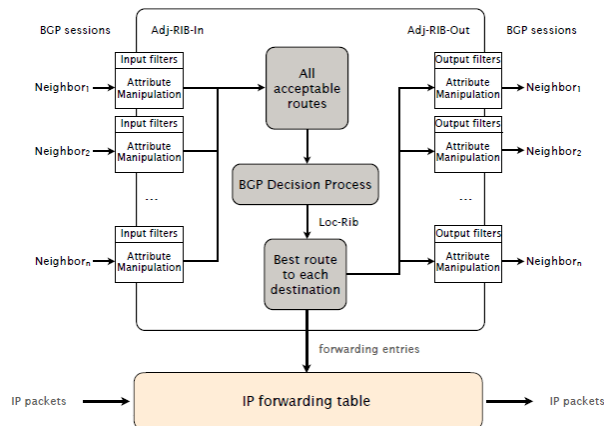 BGP sessions
Adj-RIB-In
Adj-RIB-Out
BGP sessions
Input filters
Attribute
Manipulation
Neighbor1
Input filters
Attribute
Manipulation
Neighbor2
...
Input filters
Attribute
Manipulation
Neighborn
All
acceptable
routes
BGP Decision Process
Loc-Rib
Best route
to each
destination
Output filters
Attribute
Manipulation
Neighbor1
Output filters
Attribute
Manipulation
Neighbor2
...
Output filters
Attribute
Manipulation
Neighborn
forwarding entries
IP packets
IP forwarding table
IP packets